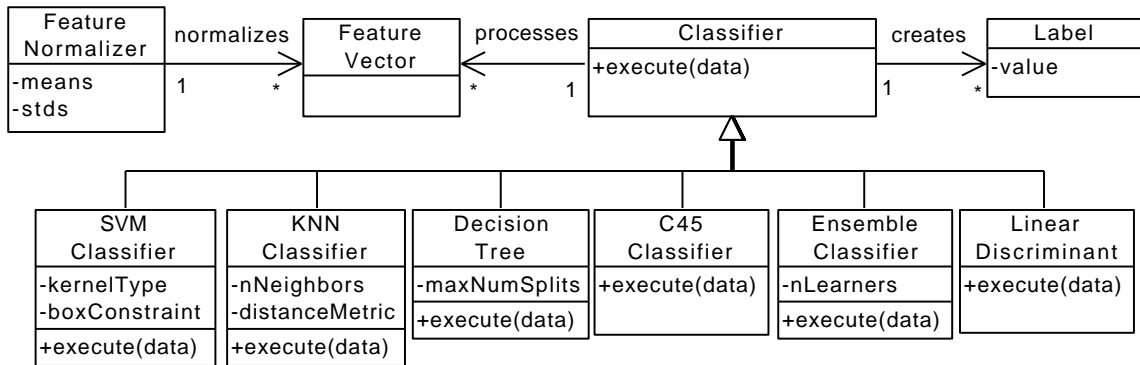 Feature
Normalizer
-means
-stds
normalizes
1
*
Feature
Vector
processes
*
1
Classifier
+execute(data)
creates
1
*
Label
-value
SVM
Classifier
-kernelType
-boxConstraint
+execute(data)
KNN
Classifier
-nNeighbors
-distanceMetric
+execute(data)
Decision
Tree
-maxNumSplits
+execute(data)
C45
Classifier
+execute(data)
Ensemble
Classifier
-nLearners
+execute(data)
Linear
Discriminant
+execute(data)